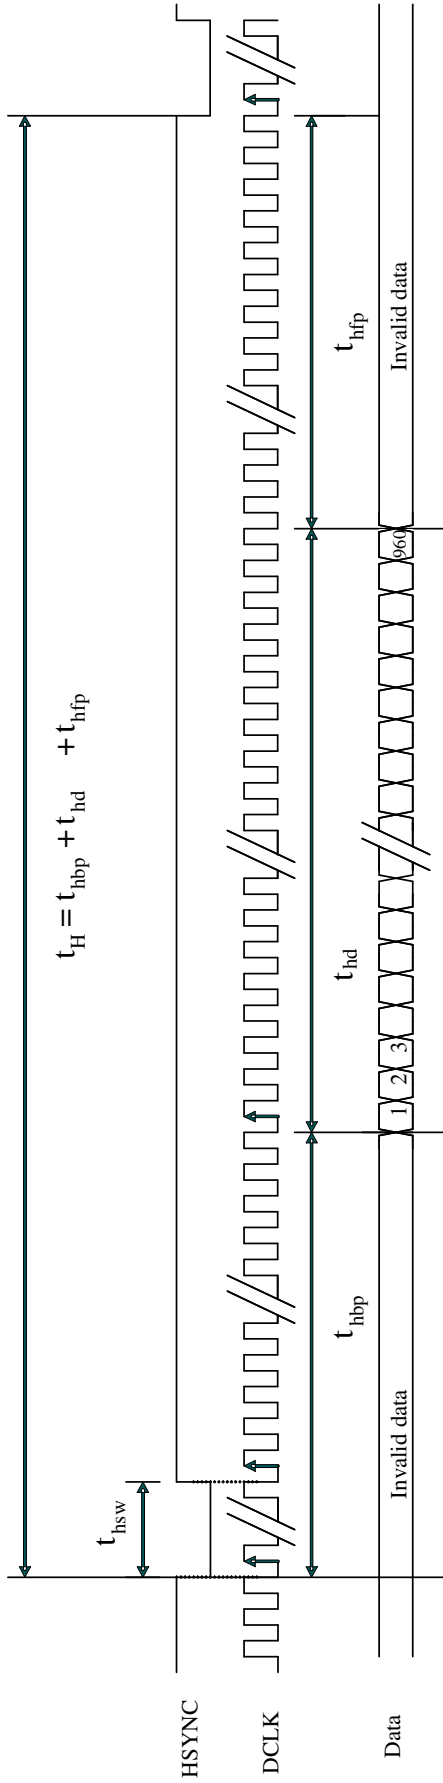 t_H = t_hbp + t_hd + t_hfp
t_hsw
HSYNC
DCLK
t_hbp
t_hd
t_hfp
Data
Invalid data
1 2 3
960
Invalid data